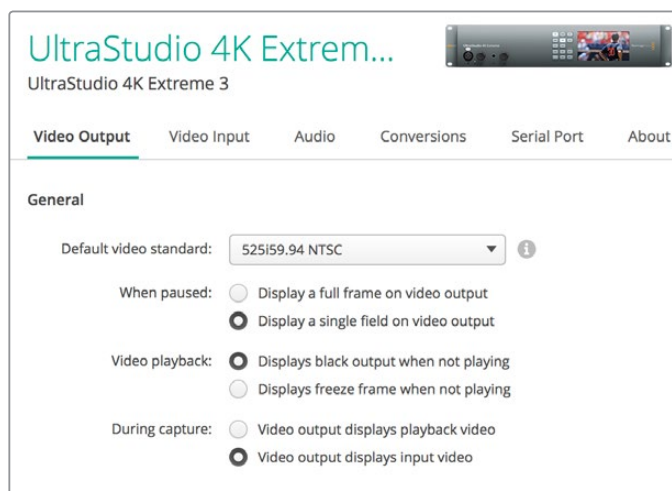 UltraStudio 4K Extrem...
UltraStudio 4K Extreme 3
Video Output Video Input Audio Conversions Serial Port About
General
Default video standard: 525i59.94 NTSC
When paused: Display a full frame on video output
Display a single field on video output
Video playback: Displays black output when not playing
Displays freeze frame when not playing
During capture: Video output displays playback video
Video output displays input video